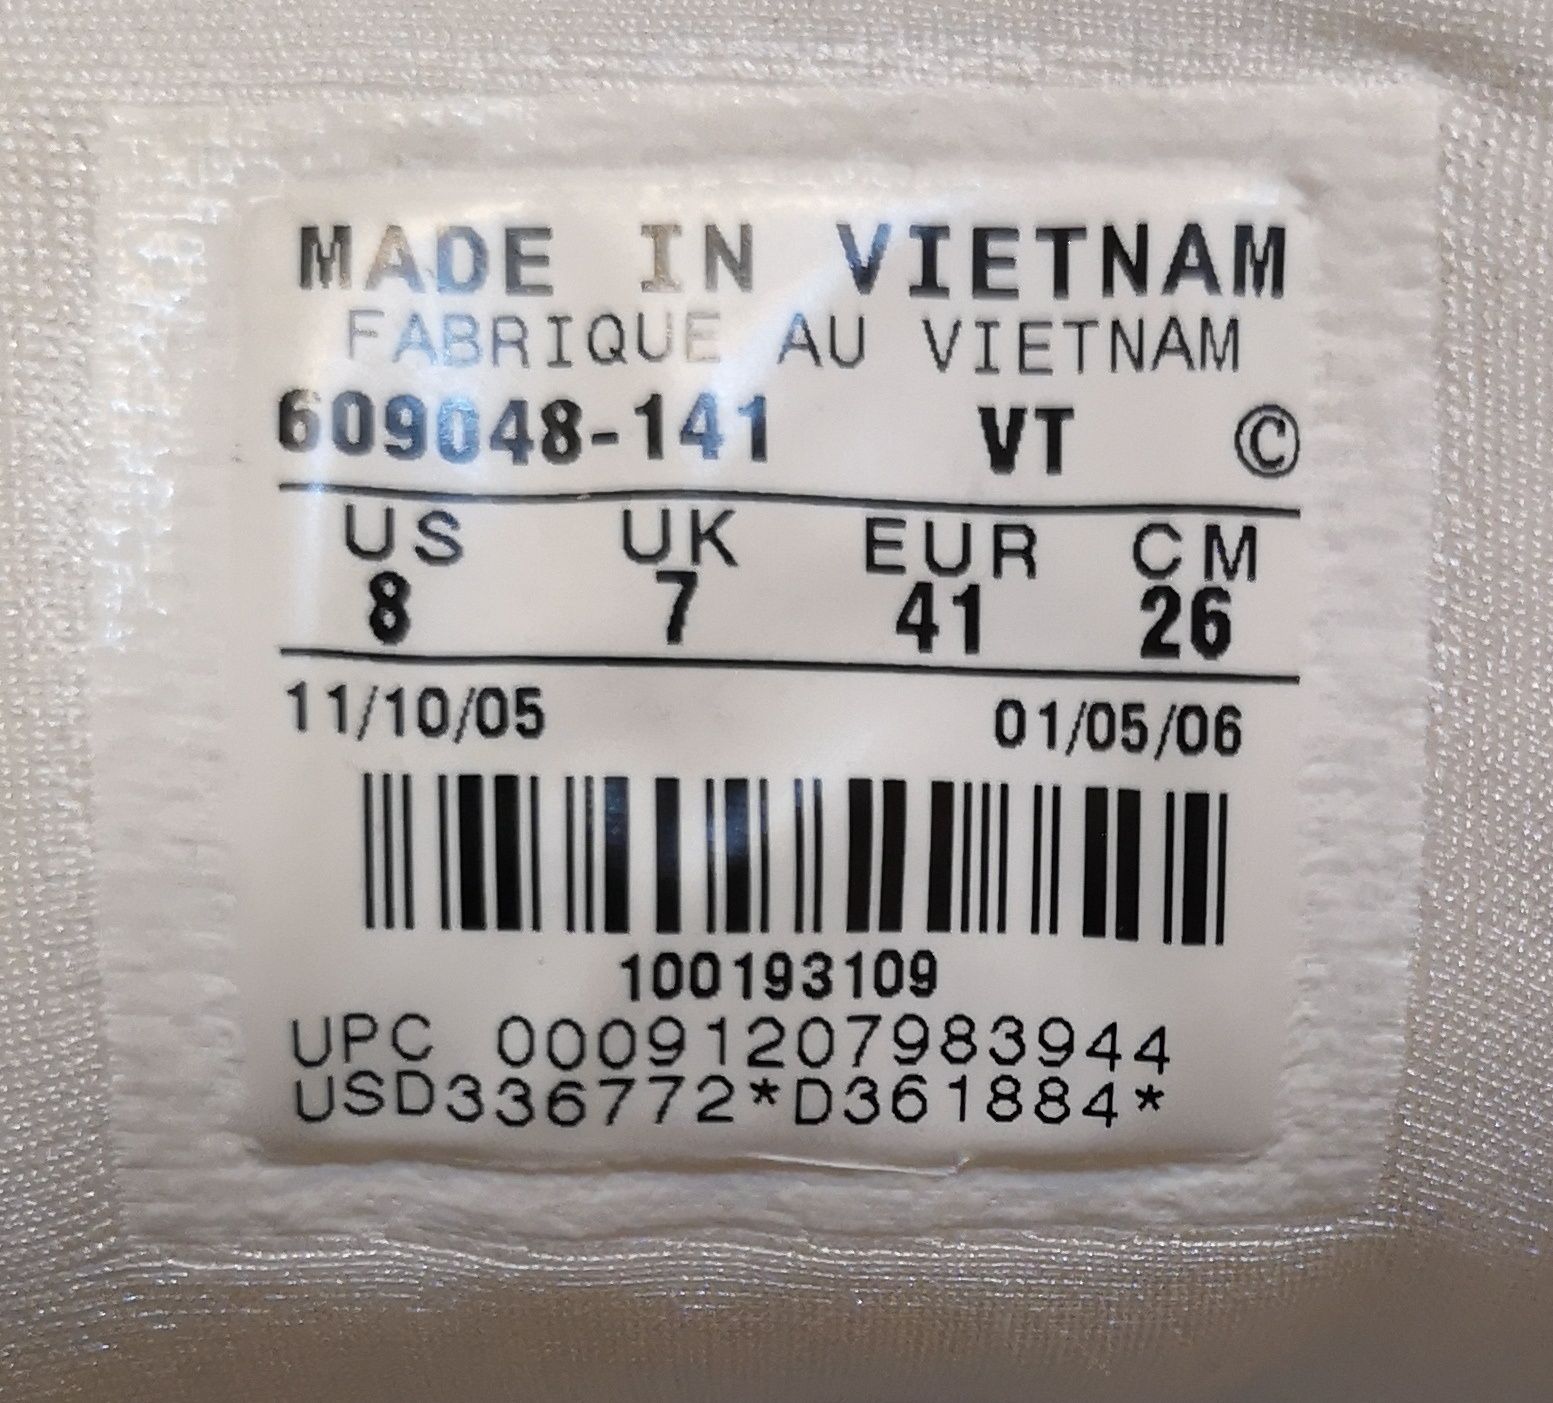 MADE IN VIETNAM
FABRIQUE AU VIETNAM
609048-141 VT ©
US UK EUR CM
8 7 41 26
11/10/05 01/05/06
100193109
UPC 00091207983944
USD336772*D361884*